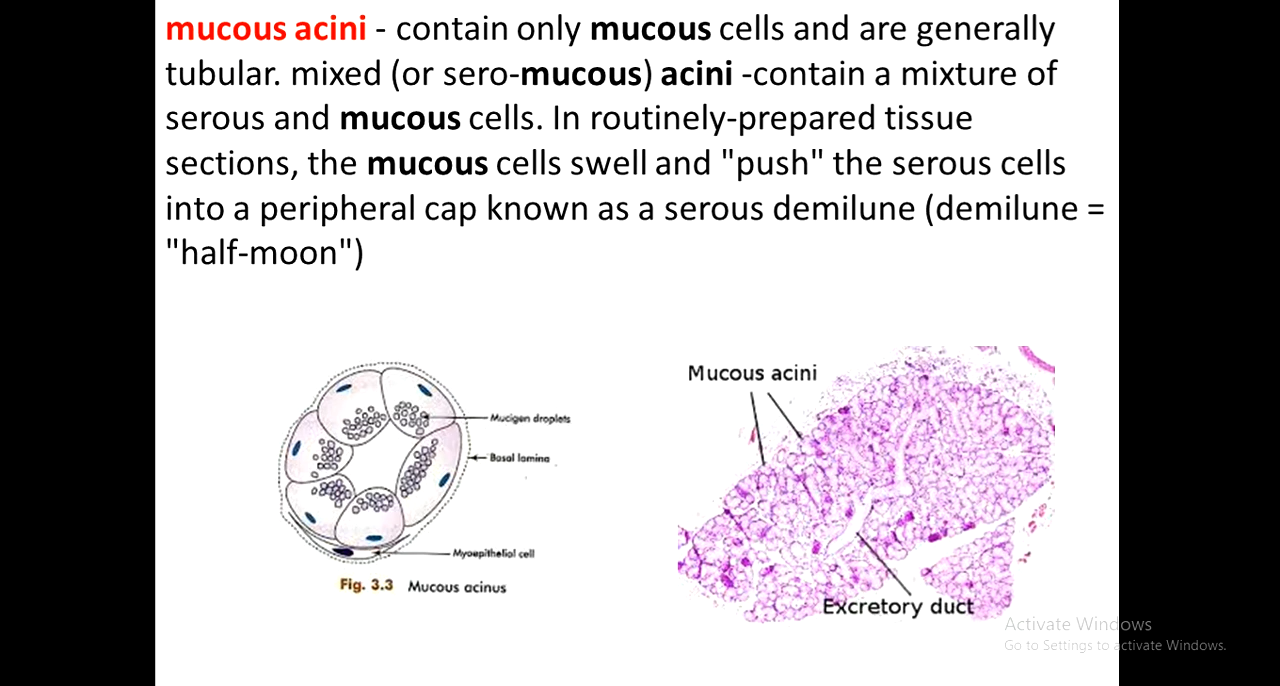 mucous acini - contain only mucous cells and are generally
tubular. mixed (or sero-mucous) acini -contain a mixture of
serous and mucous cells. In routinely-prepared tissue
sections, the mucous cells swell and "push" the serous cells
into a peripheral cap known as a serous demilune (demilune =
"half-moon")
Mucigen droplets
Basal lamina
Myoepithelial cell
Fig. 3.3 Mucous acinus
Mucous acini
Excretory duct
Activate Windows
Go to Settings to activate Windows.